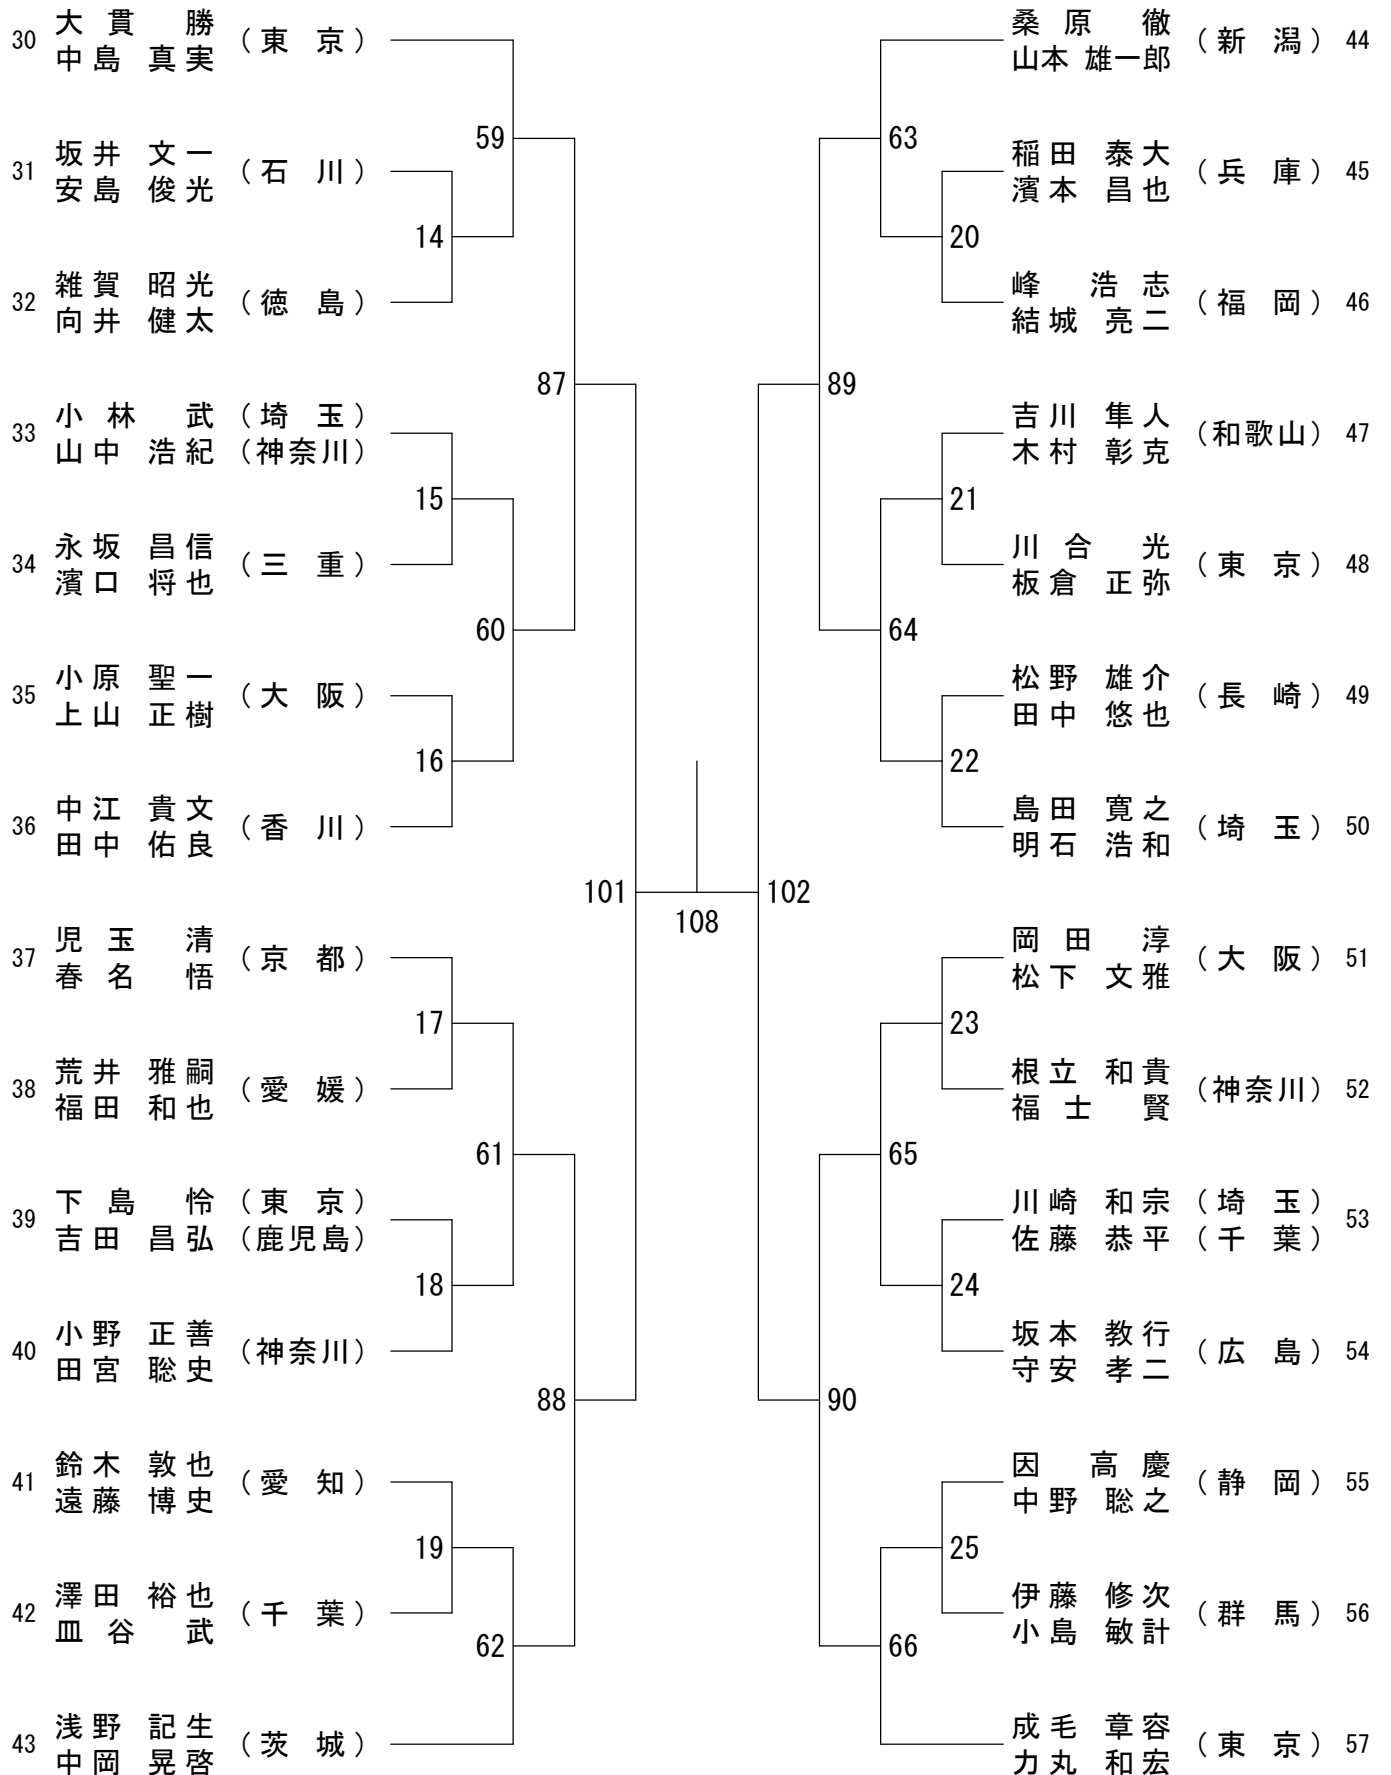 30 大貫 勝 (東 京)
中島 真実
31 坂井 文一 (石 川)
安島 俊光
32 雑賀 昭光 (徳 島)
向井 健太
33 小林 武 (埼 玉)
山中 浩紀 (神奈川)
34 永坂 昌信 (三 重)
濱口 将也
35 小原 聖一 (大 阪)
上山 正樹
36 中江 貴文 (香 川)
田中 佑良
37 児玉 清 (京 都)
春名 悟
38 荒井 雅嗣 (愛 媛)
福田 和也
39 下島 怜 (東 京)
吉田 昌弘 (鹿児島)
40 小野 正善 (神奈川)
田宮 聡史
41 鈴木 敦也 (愛 知)
遠藤 博史
42 澤田 裕也 (千 葉)
皿谷 武
43 浅野 記生 (茨 城)
中岡 晃啓
14
15
16
17
18
19
59
60
61
62
87
88
101
108
102
89
90
63
64
65
66
20
21
22
23
24
25
桑原 徹 (新 潟) 44
山本 雄一郎
稲田 泰大 (兵 庫) 45
濱本 昌也
峰 浩志 (福 岡) 46
結城 亮二
吉川 隼人 (和歌山) 47
木村 彰克
川合 光 (東 京) 48
板倉 正弥
松野 雄介 (長 崎) 49
田中 悠也
島田 寛之 (埼 玉) 50
明石 浩和
岡田 淳 (大 阪) 51
松下 文雅
根立 和貴 (神奈川) 52
福士 賢
川崎 和宗 (埼 玉) 53
佐藤 恭平 (千 葉)
坂本 教行 (広 島) 54
守安 孝二
因 高慶 (静 岡) 55
中野 聡之
伊藤 修次 (群 馬) 56
小島 敏計
成毛 章容 (東 京) 57
力丸 和宏